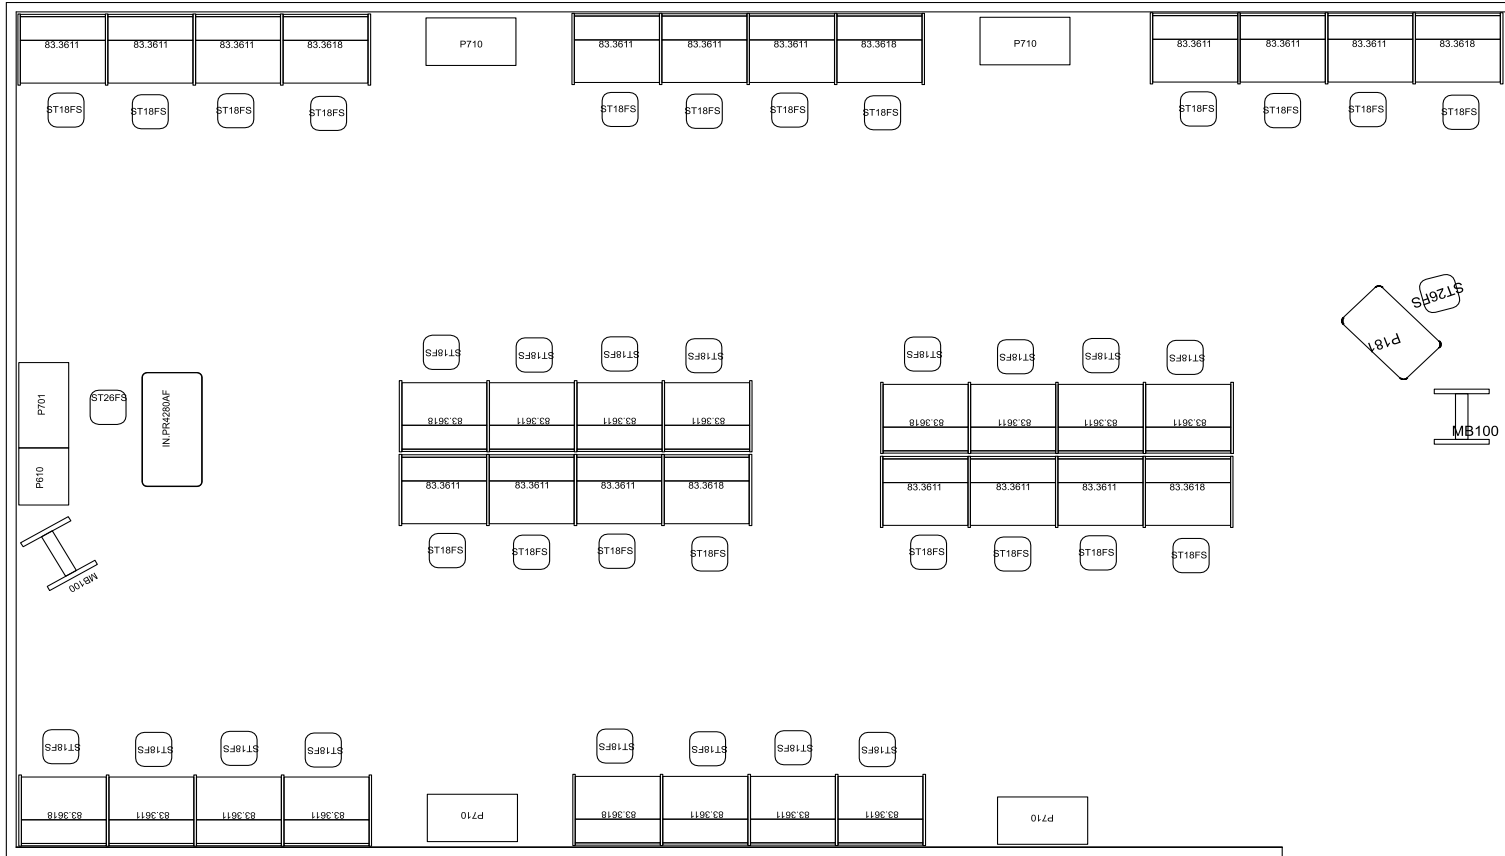 83.3611 83.3611 83.3611 83.3618 P710 83.3611 83.3611 83.3611 83.3618 P710 83.3611 83.3611 83.3611 83.3618
ST18FS ST18FS ST18FS ST18FS ST18FS ST18FS ST18FS ST18FS ST18FS ST18FS ST18FS ST18FS
ST26FS
P181
ST18FS ST18FS ST18FS ST18FS ST18FS ST18FS ST18FS ST18FS
P701
ST26FS
IN.PR4280AF
83.3618 83.3611 83.3611 83.3611 83.3618 83.3611 83.3611 83.3611
MB100
P610
83.3611 83.3611 83.3611 83.3618 83.3611 83.3611 83.3611 83.3618
ST18FS ST18FS ST18FS ST18FS ST18FS ST18FS ST18FS ST18FS
MB100
ST18FS ST18FS ST18FS ST18FS ST18FS ST18FS ST18FS ST18FS
83.3618 83.3611 83.3611 83.3611 P710 83.3618 83.3611 83.3611 83.3611 P710